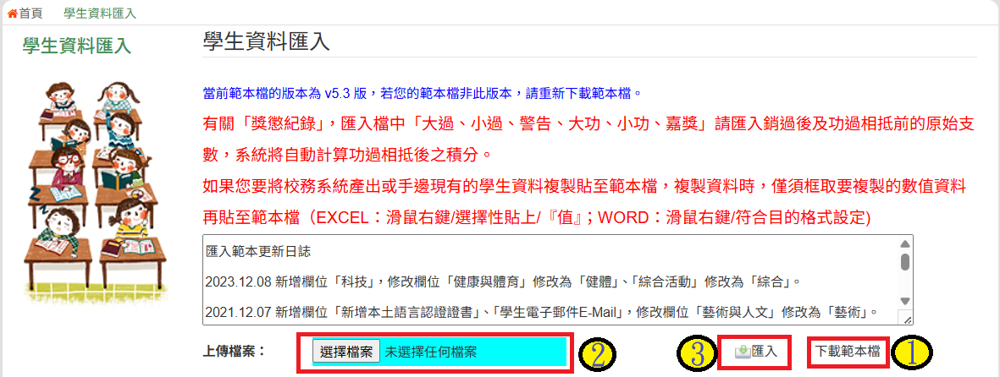 首頁 學生資料匯入
學生資料匯入
學生資料匯入
當前範本檔的版本為 v5.3 版，若您的範本檔非此版本，請重新下載範本檔。
有關「獎懲紀錄」，匯入檔中「大過、小過、警告、大功、小功、嘉獎」請匯入銷過後及功過相抵前的原始支
數，系統將自動計算功過相抵後之積分。
如果您要將校務系統產出或手邊現有的學生資料複製貼至範本檔，複製資料時，僅須框取要複製的數值資料
再貼至範本檔（EXCEL：滑鼠右鍵/選擇性貼上/『值』；WORD：滑鼠右鍵/符合目的格式設定)
匯入範本更新日誌
2023.12.08 新增欄位「科技」，修改欄位「健康與體育」修改為「健體」、「綜合活動」修改為「綜合」。
2021.12.07 新增欄位「新增本土語言認證證書」、「學生電子郵件E-Mail」，修改欄位「藝術與人文」修改為「藝術」。
上傳檔案： 選擇檔案 未選擇任何檔案 2 3 匯入 下載範本檔 1
Z
Z
Z